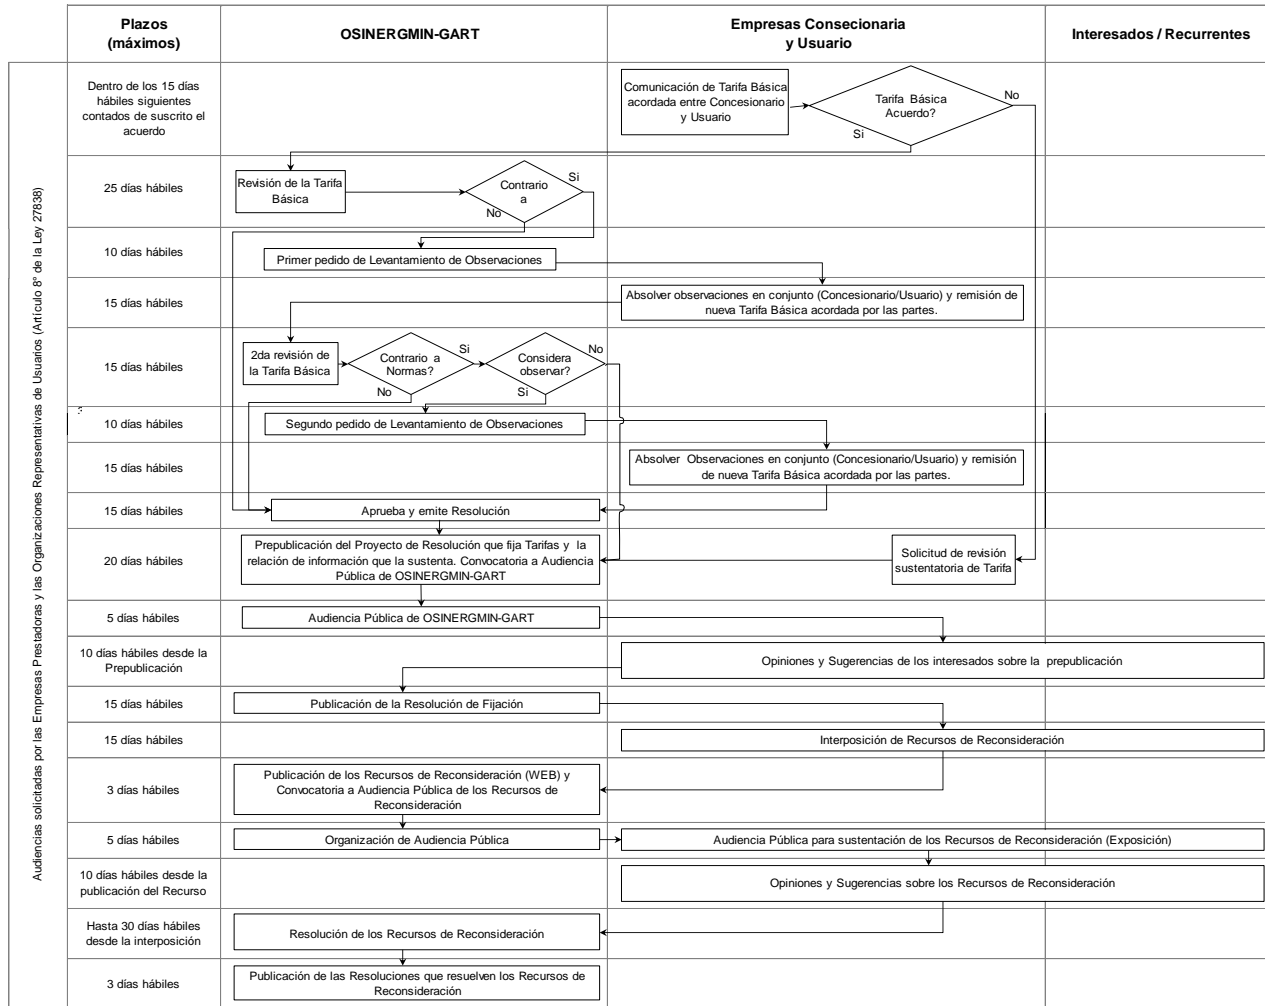 Plazos
(máximos)
OSINERGMIN-GART
Empresas Consecionaria
y Usuario
Interesados / Recurrentes
Audiencias solicitadas por las Empresas Prestadoras y las Organizaciones Representativas de Usuarios (Artículo 8º de la Ley 27838)
Dentro de los 15 días
hábiles siguientes
contados de suscrito el
acuerdo
Comunicación de Tarifa Básica
acordada entre Concesionario
y Usuario
Tarifa Básica
Acuerdo?
No
Si
25 días hábiles
Revisión de la Tarifa
Básica
Contrario
a
Si
No
10 días hábiles
Primer pedido de Levantamiento de Observaciones
15 días hábiles
Absolver observaciones en conjunto (Concesionario/Usuario) y remisión de
nueva Tarifa Básica acordada por las partes.
15 días hábiles
2da revisión de
la Tarifa Básica
Contrario a
Normas?
Si
No
Considera
observar?
No
Si
10 días hábiles
Segundo pedido de Levantamiento de Observaciones
15 días hábiles
Absolver Observaciones en conjunto (Concesionario/Usuario) y remisión
de nueva Tarifa Básica acordada por las partes.
15 días hábiles
Aprueba y emite Resolución
20 días hábiles
Prepublicación del Proyecto de Resolución que fija Tarifas y la
relación de información que la sustenta. Convocatoria a Audiencia
Pública de OSINERGMIN-GART
Solicitud de revisión
sustentatoria de Tarifa
5 días hábiles
Audiencia Pública de OSINERGMIN-GART
10 días hábiles desde la
Prepublicación
Opiniones y Sugerencias de los interesados sobre la prepublicación
15 días hábiles
Publicación de la Resolución de Fijación
15 días hábiles
Interposición de Recursos de Reconsideración
3 días hábiles
Publicación de los Recursos de Reconsideración (WEB) y
Convocatoria a Audiencia Pública de los Recursos de
Reconsideración
5 días hábiles
Organización de Audiencia Pública
Audiencia Pública para sustentación de los Recursos de Reconsideración (Exposición)
10 días hábiles desde la
publicación del Recurso
Opiniones y Sugerencias sobre los Recursos de Reconsideración
Hasta 30 días hábiles
desde la interposición
Resolución de los Recursos de Reconsideración
3 días hábiles
Publicación de las Resoluciones que resuelven los Recursos de
Reconsideración